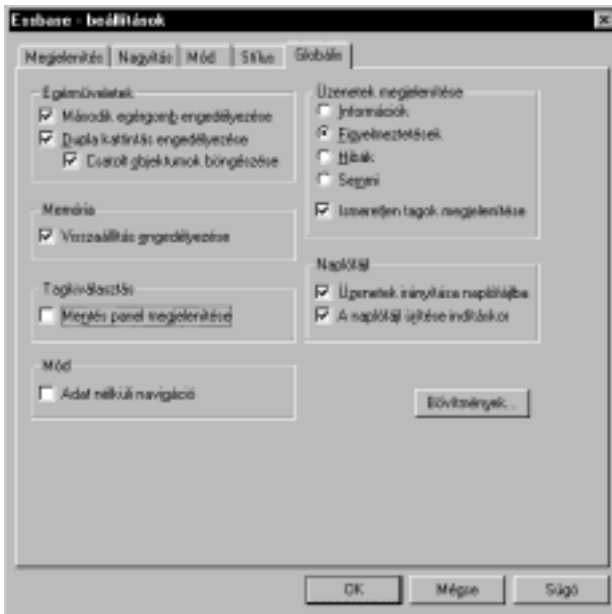 Essbase - beállítások
Megjelenítés Nagyítás Mód Stílus Globális
Egérműveletek
Második egérgomb engedélyezése
Dupla kattintás engedélyezése
Csatolt objektumok böngészése
Memória
Visszaállítás engedélyezése
Tagkiválasztás
Mentés panel megjelenítése
Mód
Adat nélküli navigáció
Üzenetek megjelenítése
Információk
Figyelmeztetések
Hibák
Semmi
Ismeretlen tagok megjelenítése
Naplófájl
Üzenetek irányítása naplófájlba
A naplófájl ürítése indításkor
Bővítmények...
OK Mégse Súgó